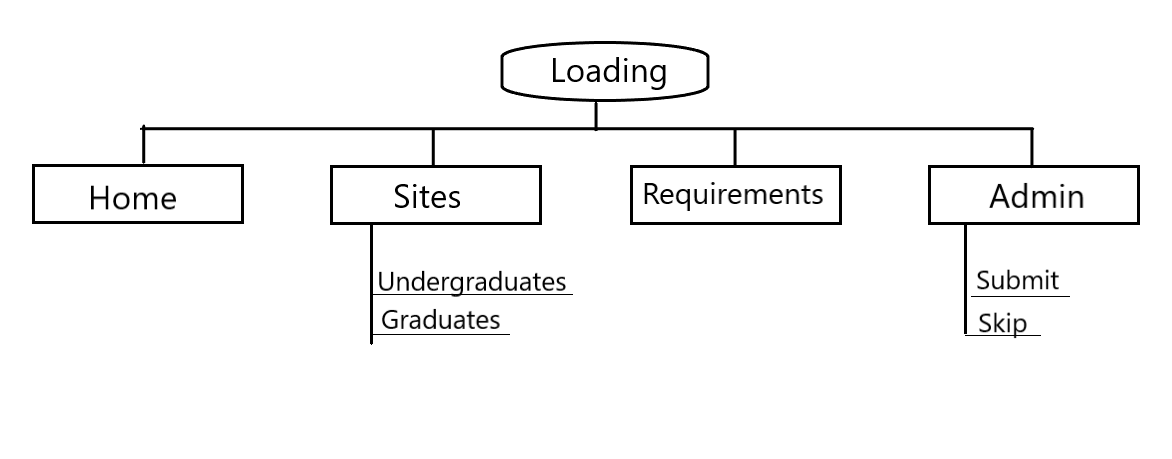 Loading
Home
Sites
Requirements
Admin
Undergraduates
Graduates
Submit
Skip